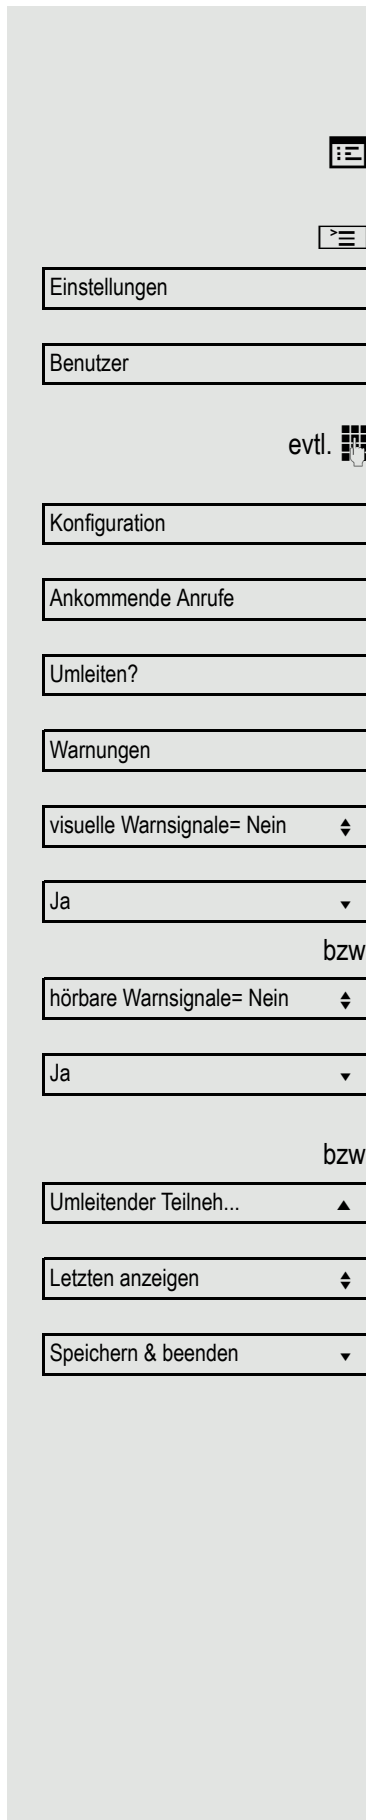 Einstellungen
Benutzer
evtl.
Konfiguration
Ankommende Anrufe
Umleiten?
Warnungen
visuelle Warnsignale= Nein
Ja
bzw
hörbare Warnsignale= Nein
Ja
bzw
Umleitender Teilneh...
Letzten anzeigen
Speichern & beenden